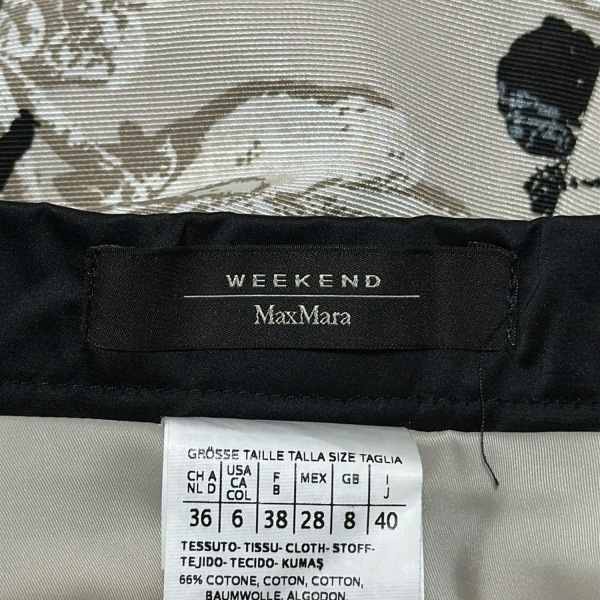 WEEKEND
MaxMara
GRÖSSE TAILLE TALLA SIZE TAGLIA
CH A USA F MEX GB I
NL D CA B J
COL
36 6 38 28 8 40
TESSUTO- TISSU- CLOTH- STOFF-
TEJIDO- TECIDO- KUMAŞ
66% COTONE, COTON, COTTON,
BAUMWOLLE, ALGODON,